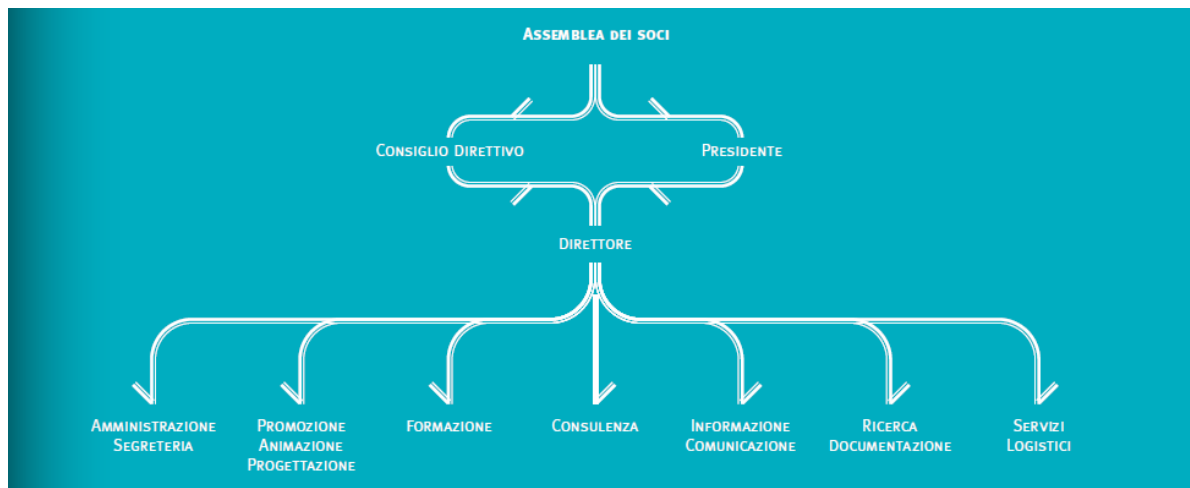 Assemblea dei soci
Consiglio Direttivo
Presidente
Direttore
Amministrazione
Segreteria
Promozione
Animazione
Progettazione
Formazione
Consulenza
Informazione
Comunicazione
Ricerca
Documentazione
Servizi
Logistici